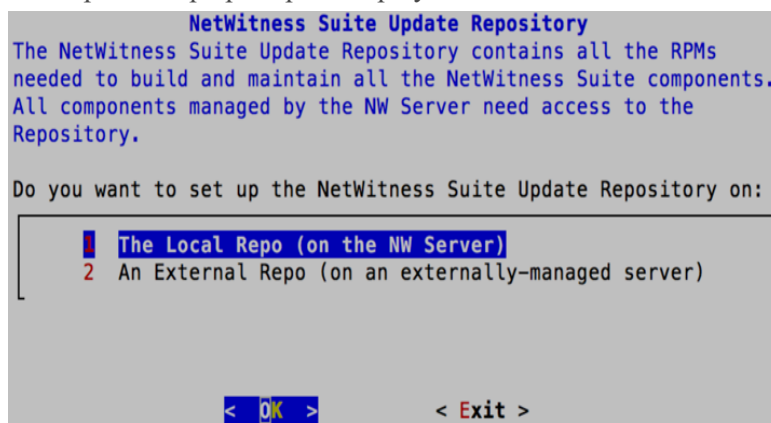 NetWitness Suite Update Repository
The NetWitness Suite Update Repository contains all the RPMs
needed to build and maintain all the NetWitness Suite components.
All components managed by the NW Server need access to the
Repository.
Do you want to set up the NetWitness Suite Update Repository on:
1 The Local Repo (on the NW Server)
2 An External Repo (on an externally-managed server)
< OK > < Exit >